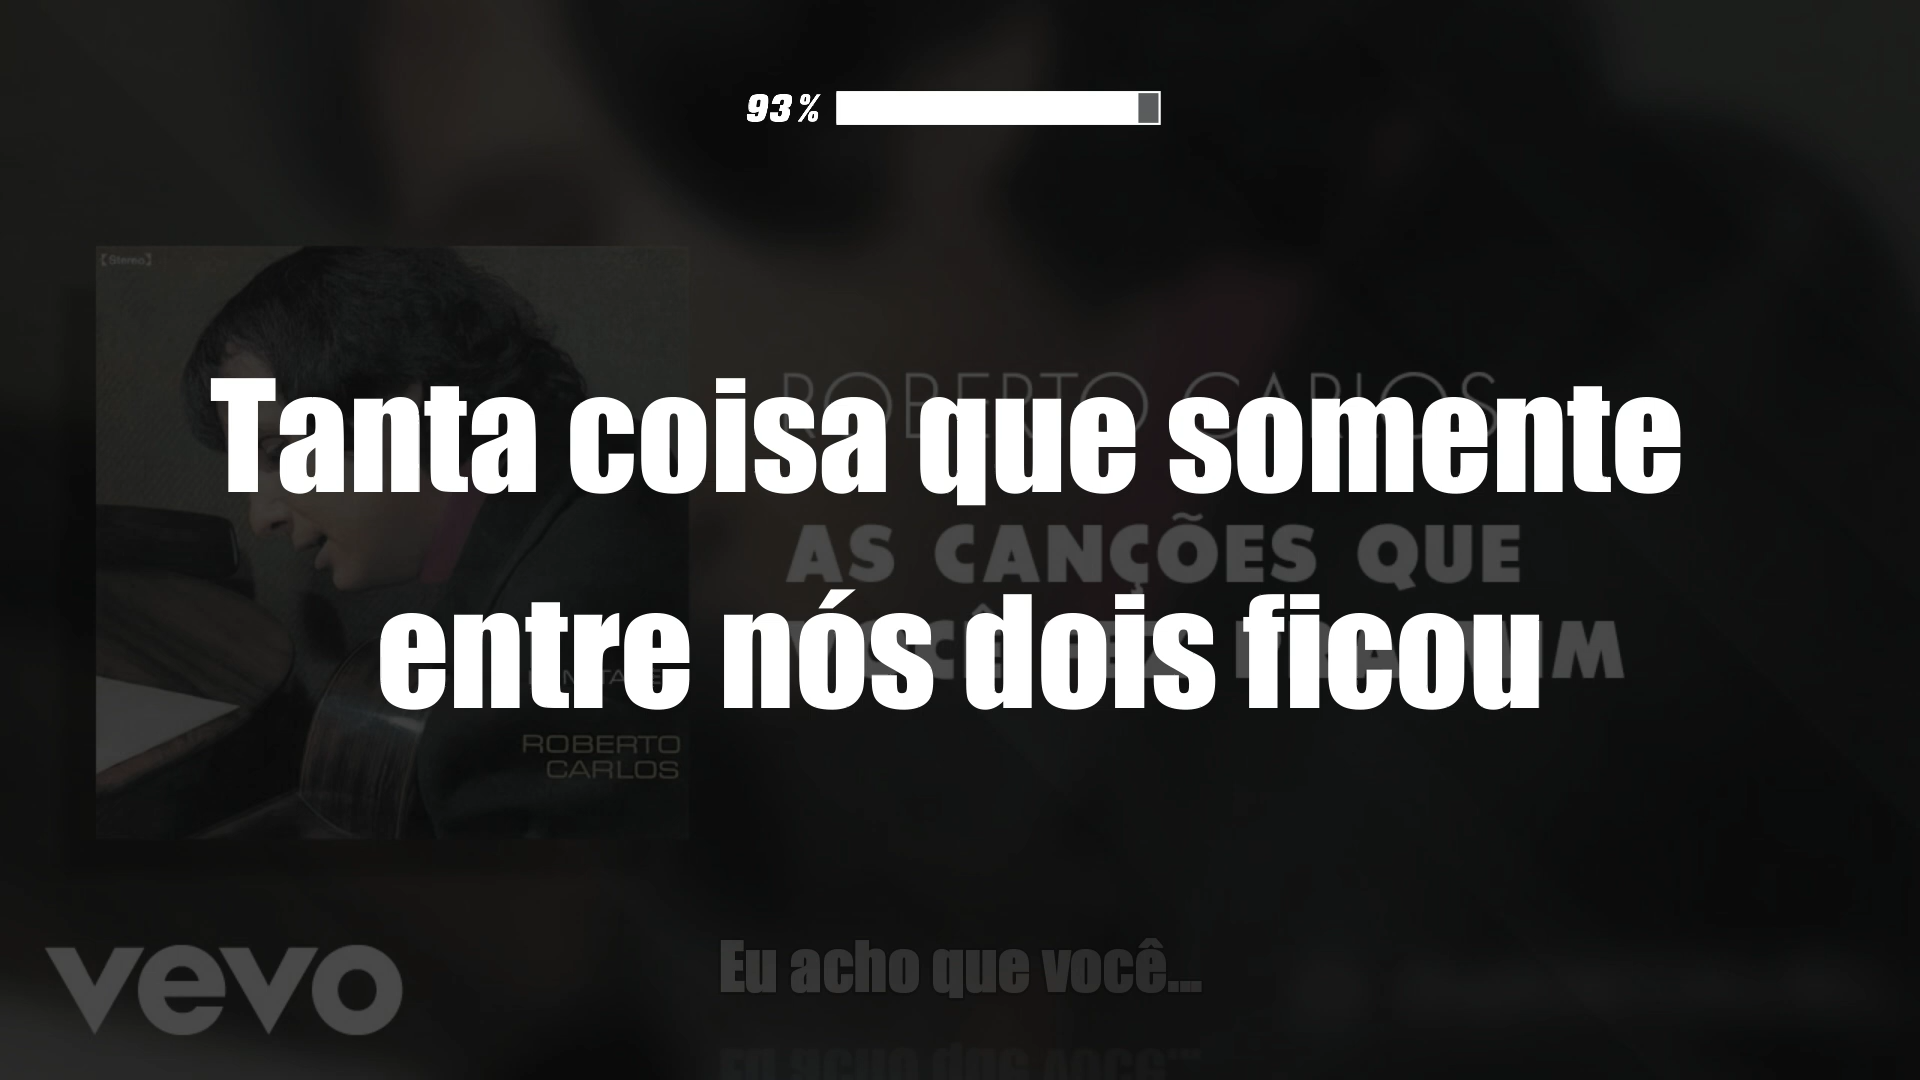 93%
【Stereo】
Tanta coisa que somente
ROBERTO CARLOS
AS CANÇÕES QUE
entre nós dois ficou
ROBERTO
CARLOS
vevo
Eu acho que você...